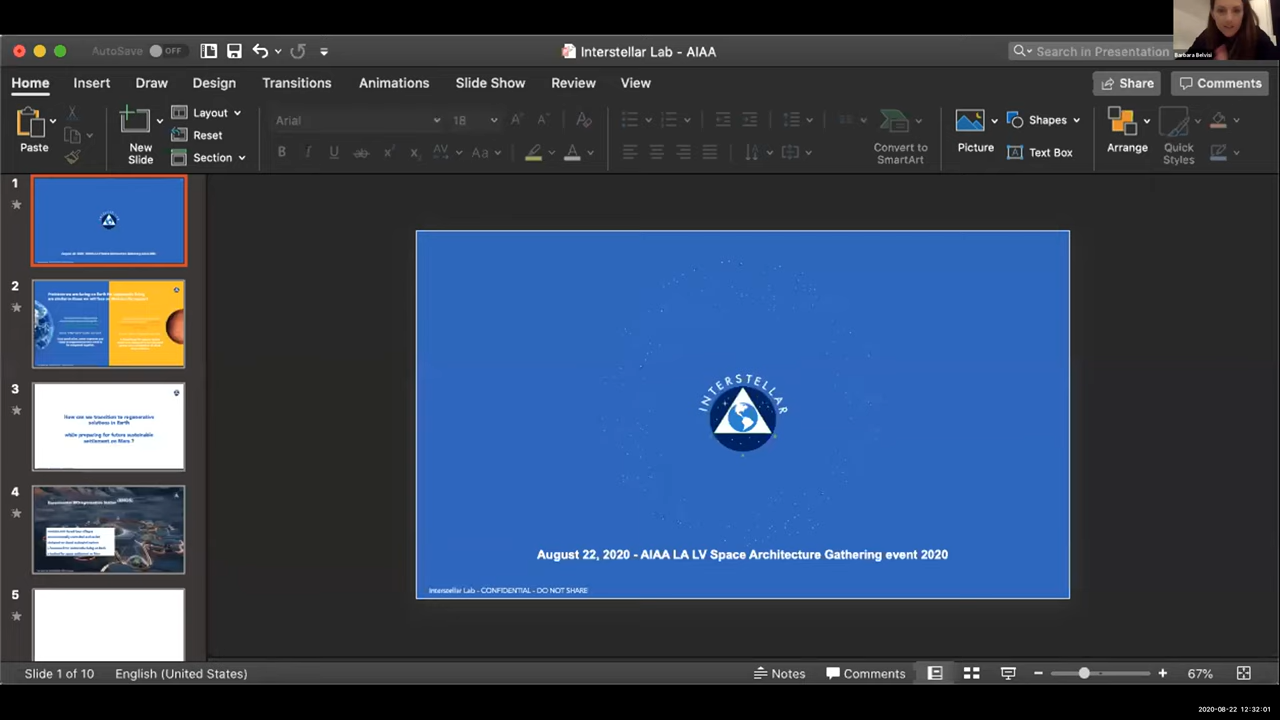 AutoSave OFF
Interstellar Lab - AIAA
Search in Presentation
Barbara Belvisi
Home Insert Draw Design Transitions Animations Slide Show Review View
Share Comments
Paste
New Slide
Layout
Reset
Section
Arial 18
Convert to SmartArt
Picture
Shapes
Text Box
Arrange
Quick Styles
1
2
3
How can we transition to regenerative
solutions in Earth
while preparing for future sustainable
settlement on Mars ?
4
5
INTERSTELLAR
August 22, 2020 - AIAA LA LV Space Architecture Gathering event 2020
Interstellar Lab - CONFIDENTIAL - DO NOT SHARE
Slide 1 of 10 English (United States) Notes Comments 67%
2020-08-22 12:32:01